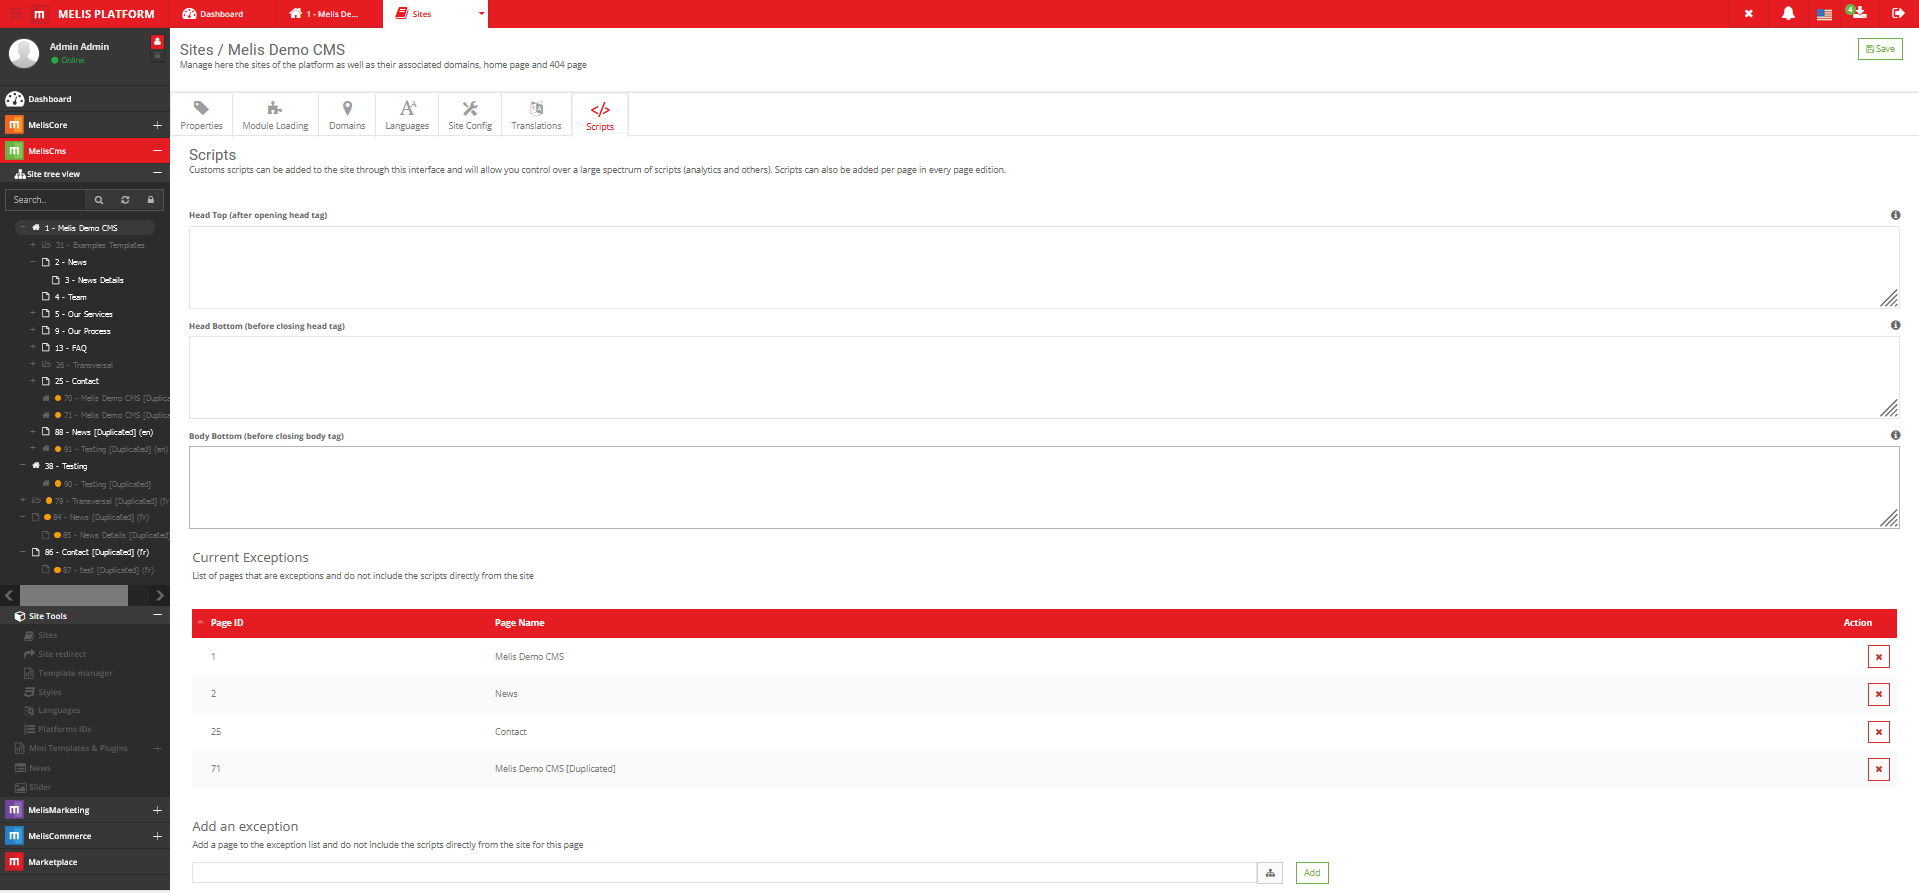 MELIS PLATFORM
Dashboard
1 - Melis De...
Sites
4
Admin Admin
Online
Dashboard
MelisCore
MelisCms
Site tree view
Search..
1 - Melis Demo CMS
31 - Examples Templates
2 - News
3 - News Details
4 - Team
5 - Our Services
9 - Our Process
13 - FAQ
26 - Transversal
25 - Contact
70 - Melis Demo CMS [Duplica
71 - Melis Demo CMS [Duplica
88 - News [Duplicated] (en)
91 - Testing [Duplicated] (en)
38 - Testing
90 - Testing [Duplicated]
79 - Transversal [Duplicated] (fr
84 - News [Duplicated] (fr)
85 - News Details [Duplicated]
86 - Contact [Duplicated] (fr)
87 - test [Duplicated] (fr)
Site Tools
Sites
Site redirect
Template manager
Styles
Languages
Platforms IDs
Mini Templates & Plugins
News
Slider
MelisMarketing
MelisCommerce
Marketplace
Sites / Melis Demo CMS
Manage here the sites of the platform as well as their associated domains, home page and 404 page
Save
Properties
Module Loading
Domains
Languages
Site Config
Translations
Scripts
Scripts
Customs scripts can be added to the site through this interface and will allow you control over a large spectrum of scripts (analytics and others). Scripts can also be added per page in every page edition.
Head Top (after opening head tag)
Head Bottom (before closing head tag)
Body Bottom (before closing body tag)
Current Exceptions
List of pages that are exceptions and do not include the scripts directly from the site
Page ID Page Name Action
1 Melis Demo CMS
2 News
25 Contact
71 Melis Demo CMS [Duplicated]
Add an exception
Add a page to the exception list and do not include the scripts directly from the site for this page
Add